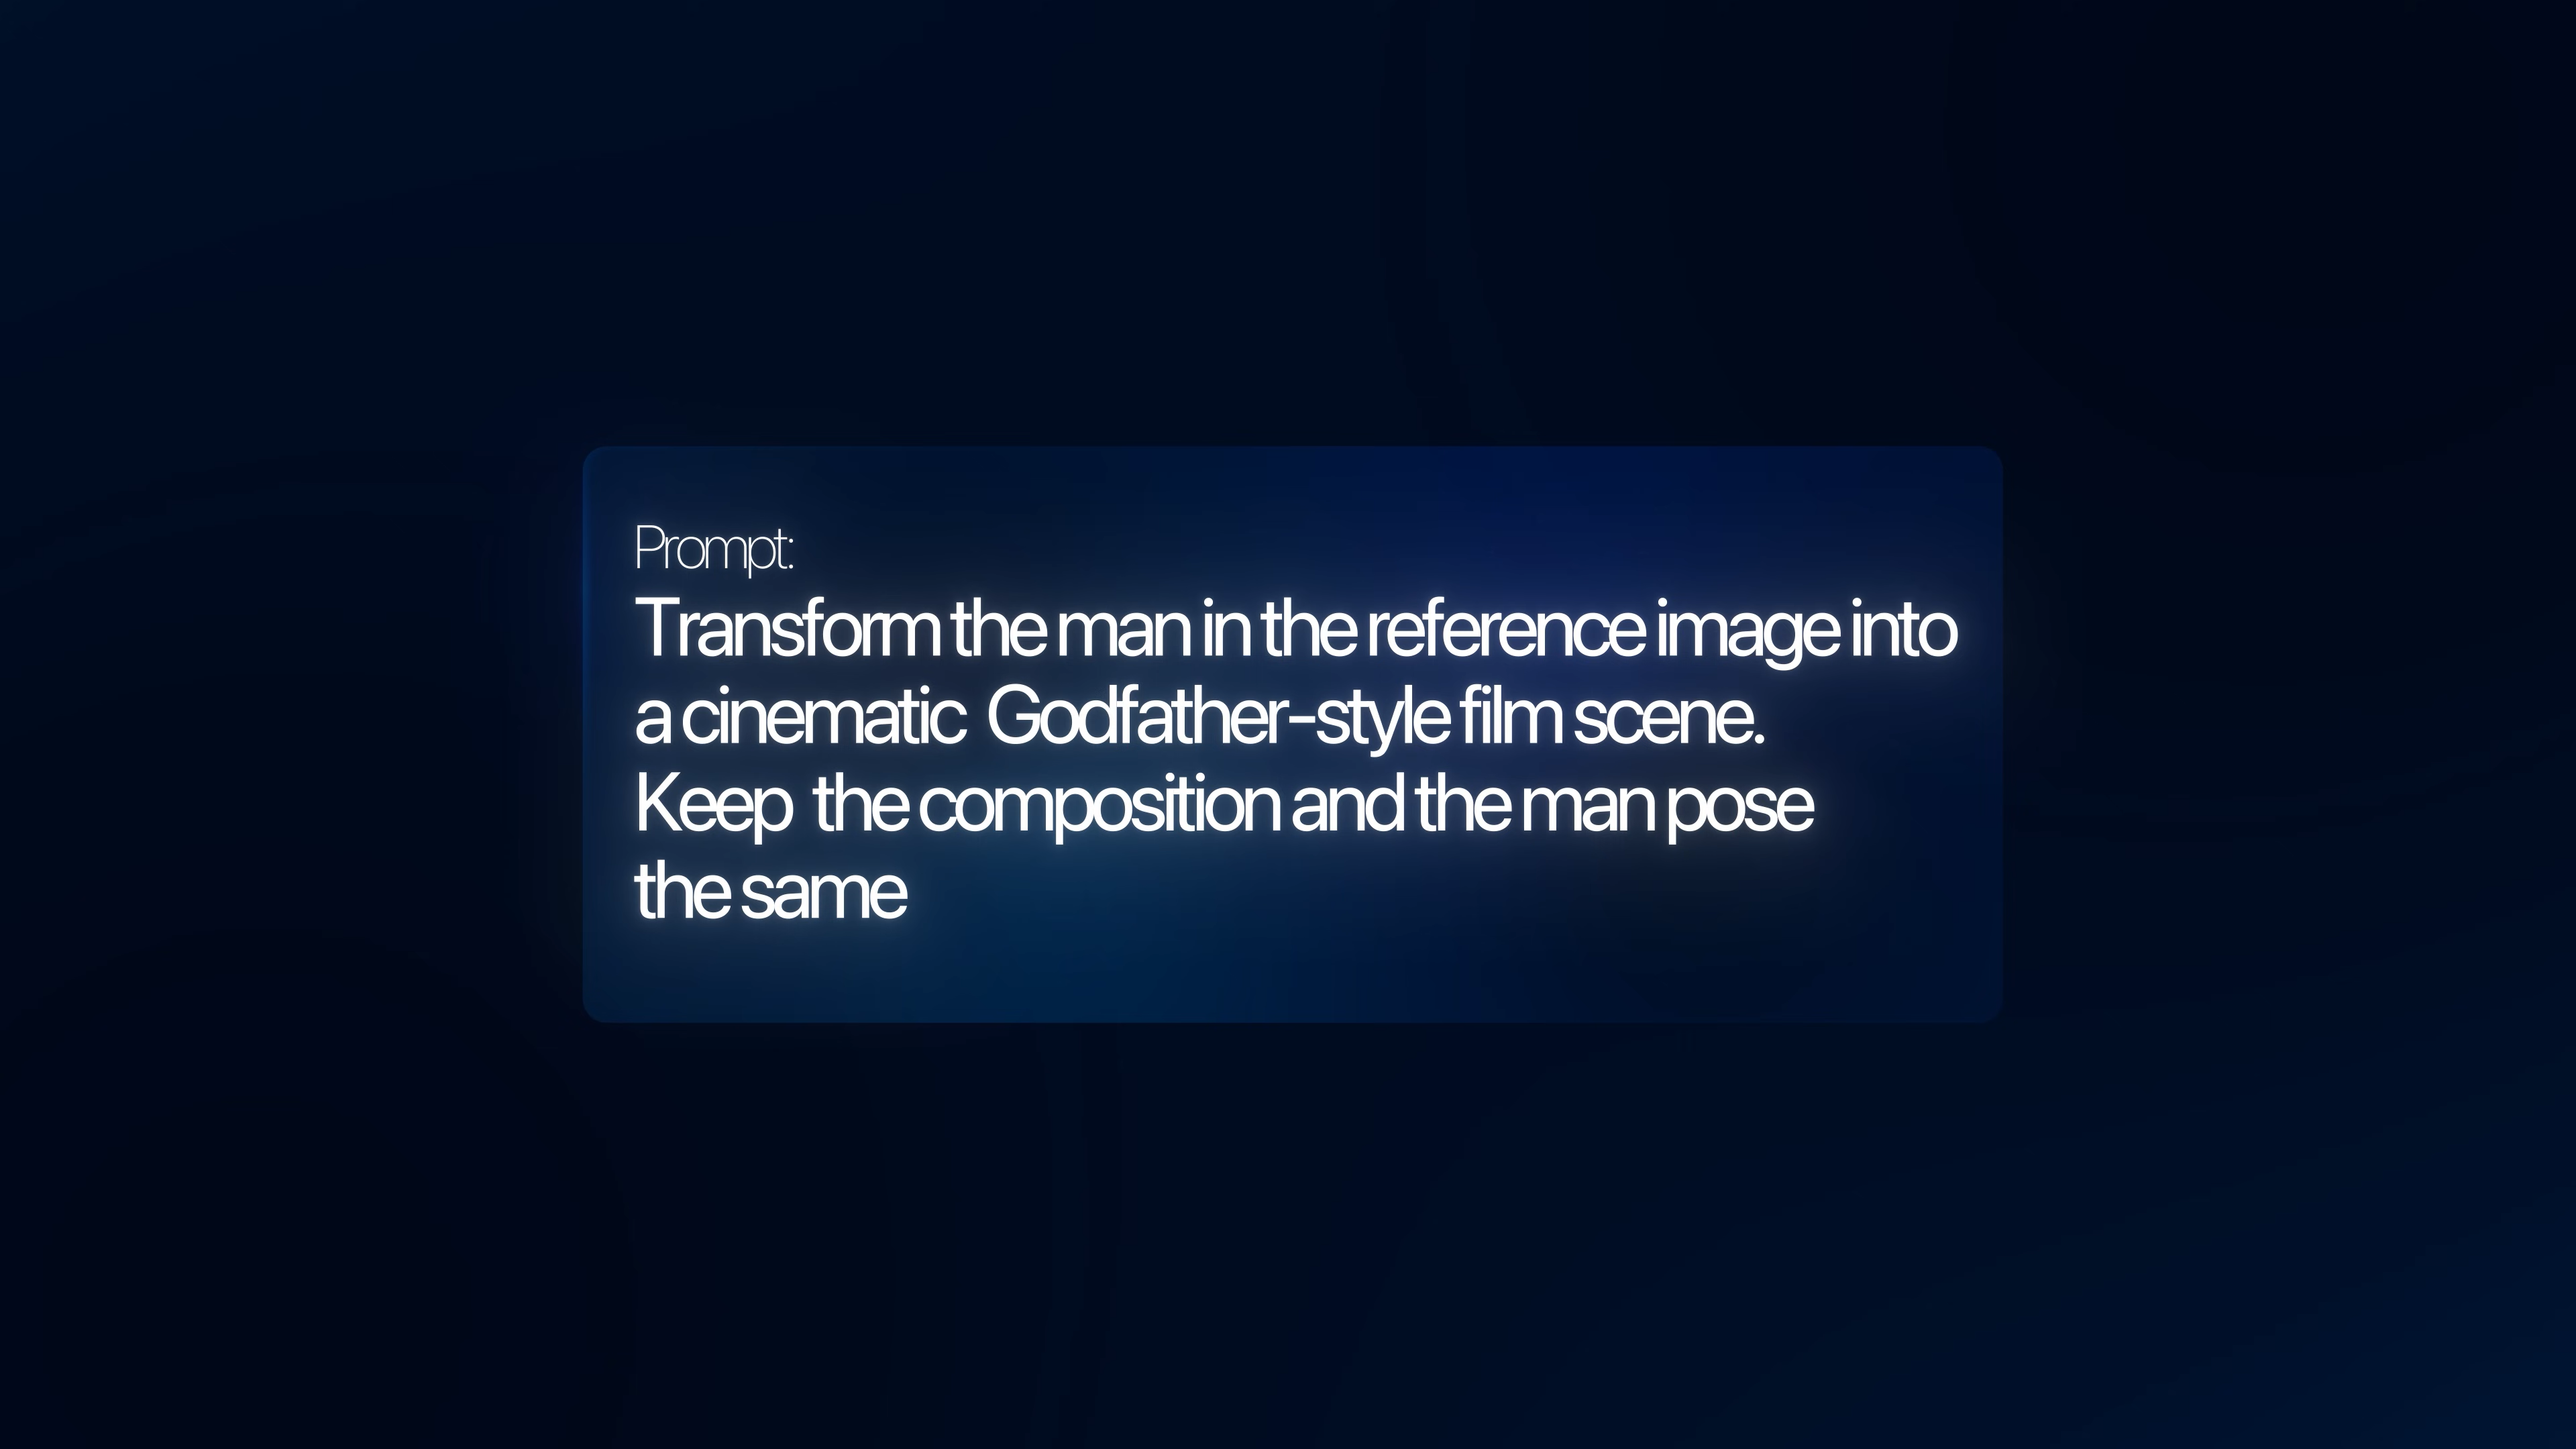 Prompt:
Transform the man in the reference image into
a cinematic Godfather-style film scene.
Keep the composition and the man pose
the same